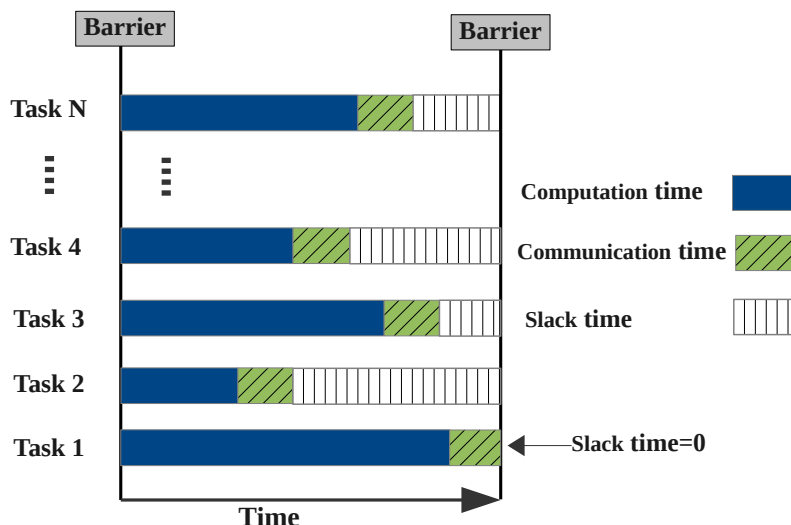 Barrier
Barrier
Task N
Computation time
Task 4
Communication time
Task 3
Slack time
Task 2
Task 1
Slack time=0
Time